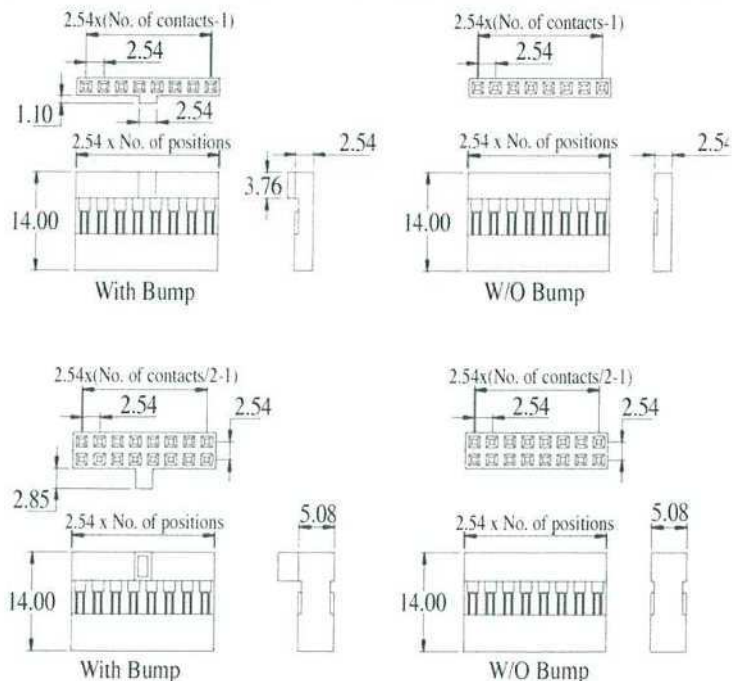 2.54x(No. of contacts-1)
2.54
1.10
2.54
2.54 x No. of positions
2.54
3.76
14.00
With Bump
2.54x(No. of contacts-1)
2.54
2.54 x No. of positions
2.54
14.00
W/O Bump
2.54x(No. of contacts/2-1)
2.54
2.54
2.85
2.54 x No. of positions
5.08
14.00
With Bump
2.54x(No. of contacts/2-1)
2.54
2.54
2.54 x No. of positions
5.08
14.00
W/O Bump